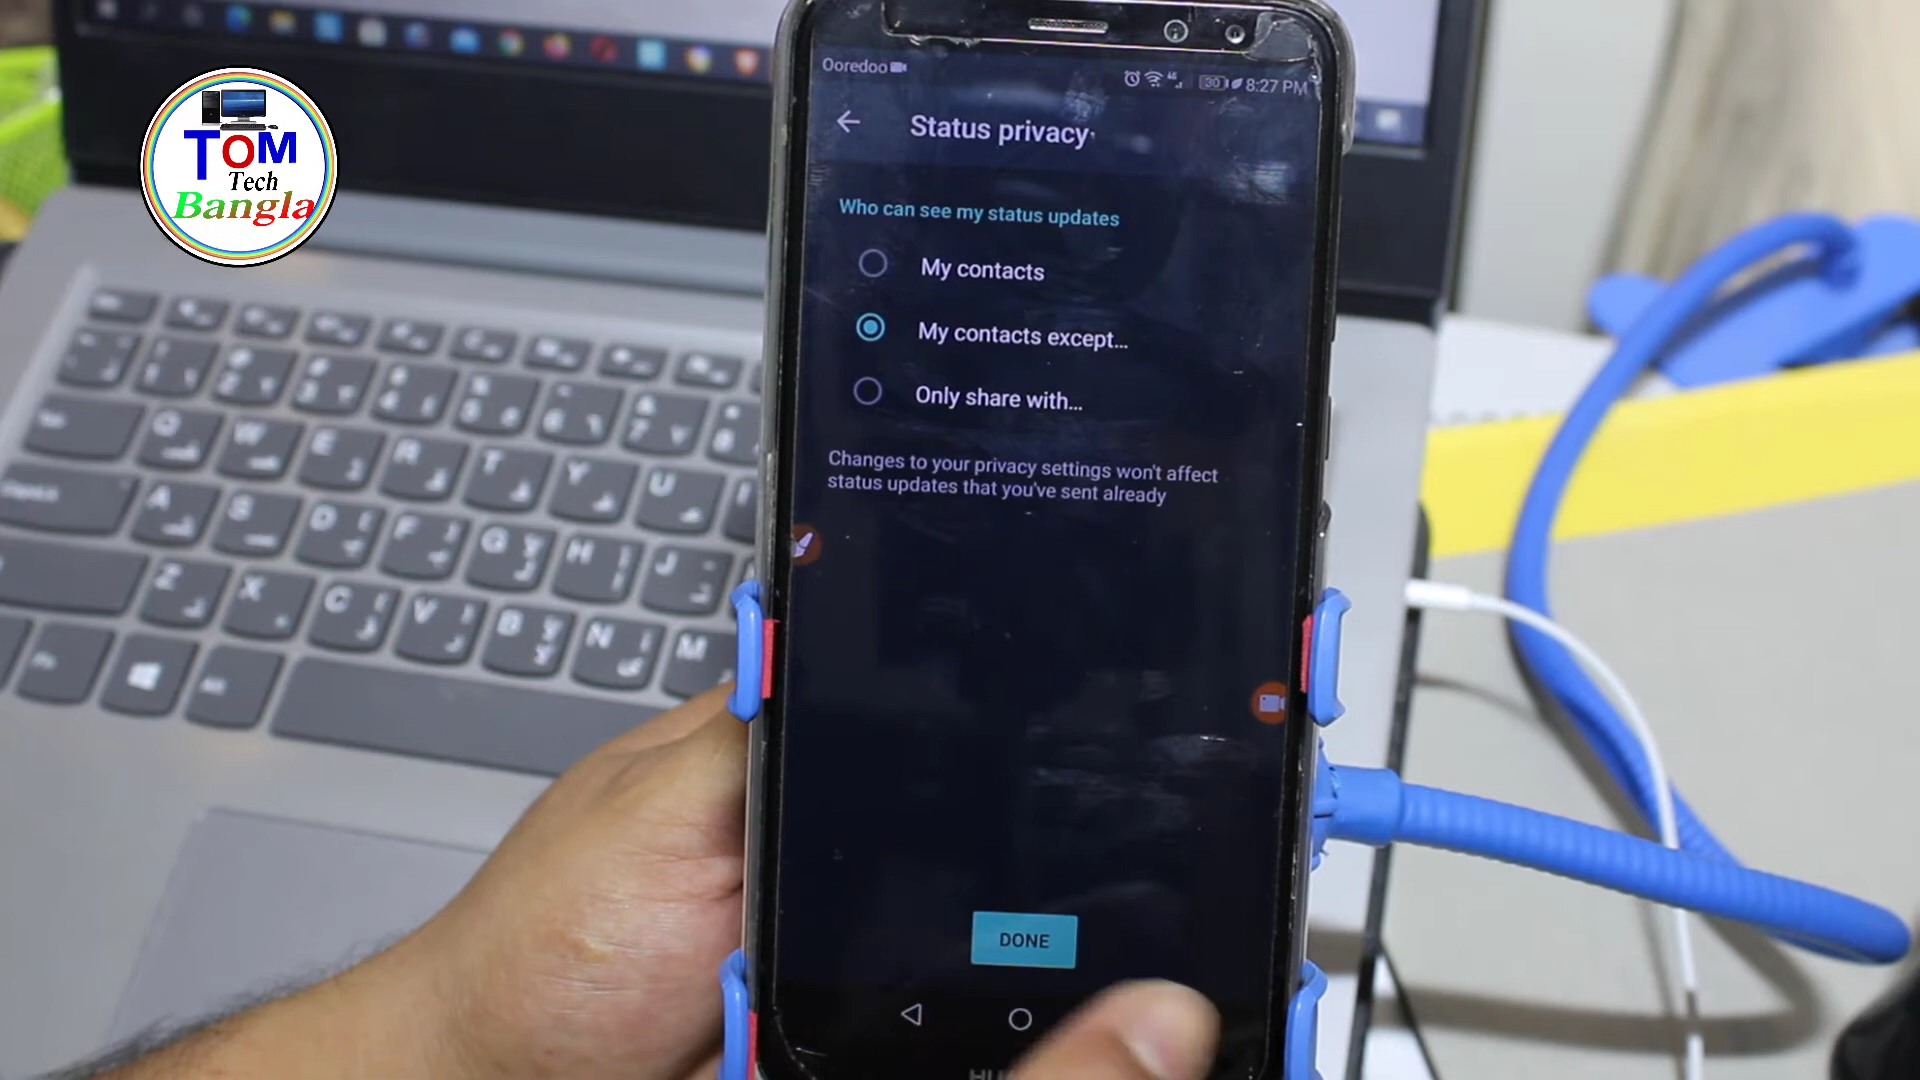 TOM
Tech
Bangla
Ooredoo
30
8:27 PM
Status privacy
Who can see my status updates
My contacts
My contacts except...
Only share with...
Changes to your privacy settings won't affect
status updates that you've sent already
DONE
Q W E R T Y U
A S D F G H J
Z X C V B N M